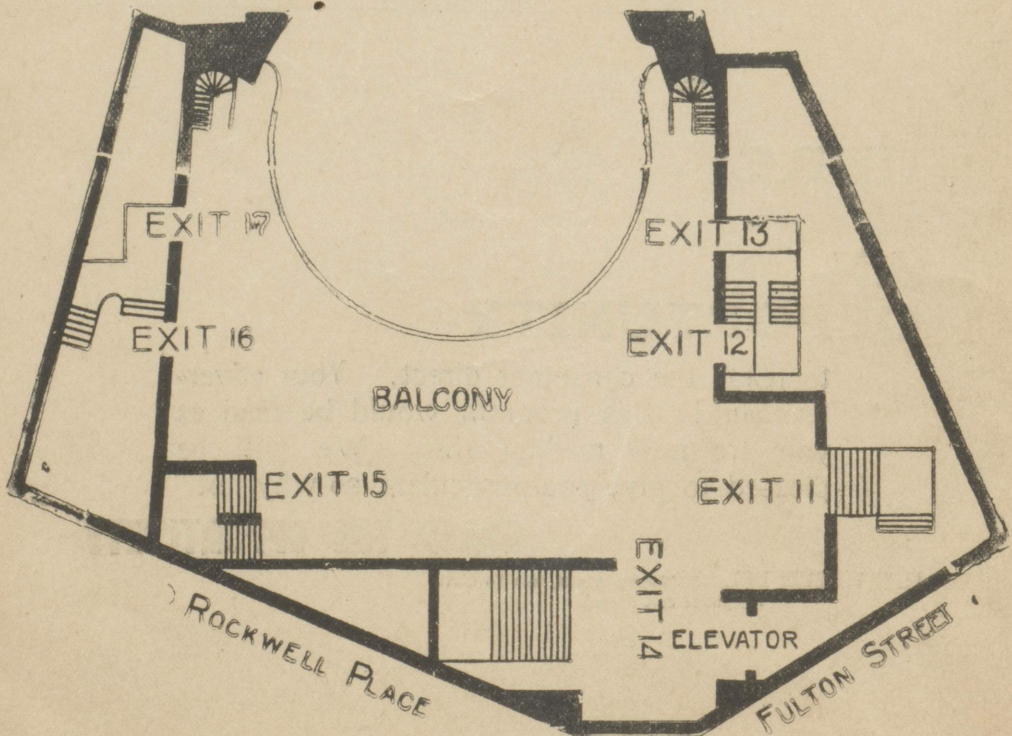 EXIT 17
EXIT 13
EXIT 16
EXIT 12
BALCONY
EXIT 15
EXIT 11
EXIT 14
ELEVATOR
ROCKWELL PLACE
FULTON STREET